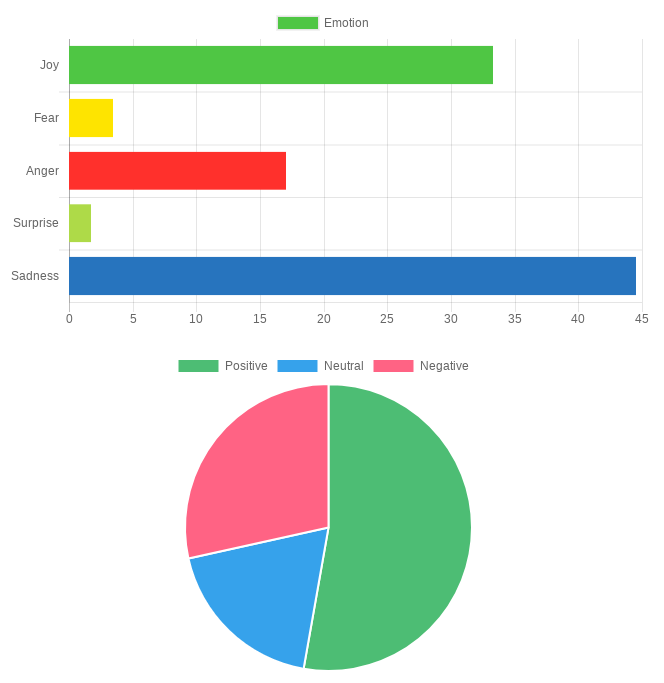 Emotion
Joy
Fear
Anger
Surprise
Sadness
0 5 10 15 20 25 30 35 40 45
Positive Neutral Negative